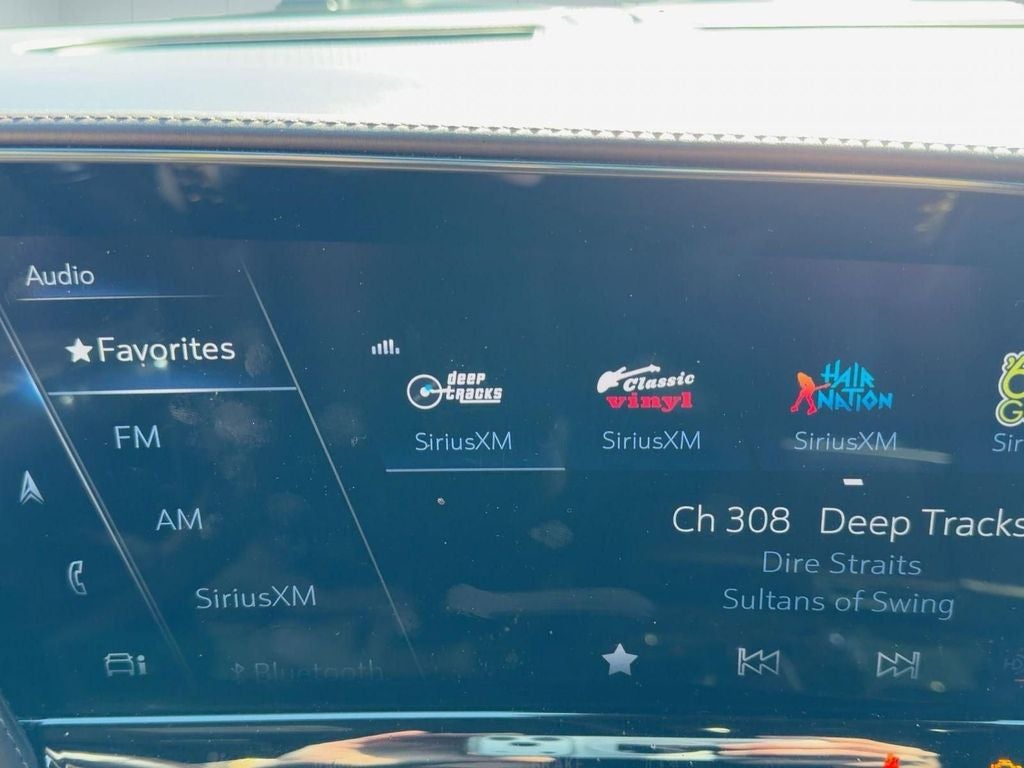 Audio
Favorites
FM
AM
SiriusXM
Bluetooth
deep tracks
SiriusXM
Classic vinyl
SiriusXM
HAIR NATION
SiriusXM
G
Sir
Ch 308 Deep Tracks
Dire Straits
Sultans of Swing